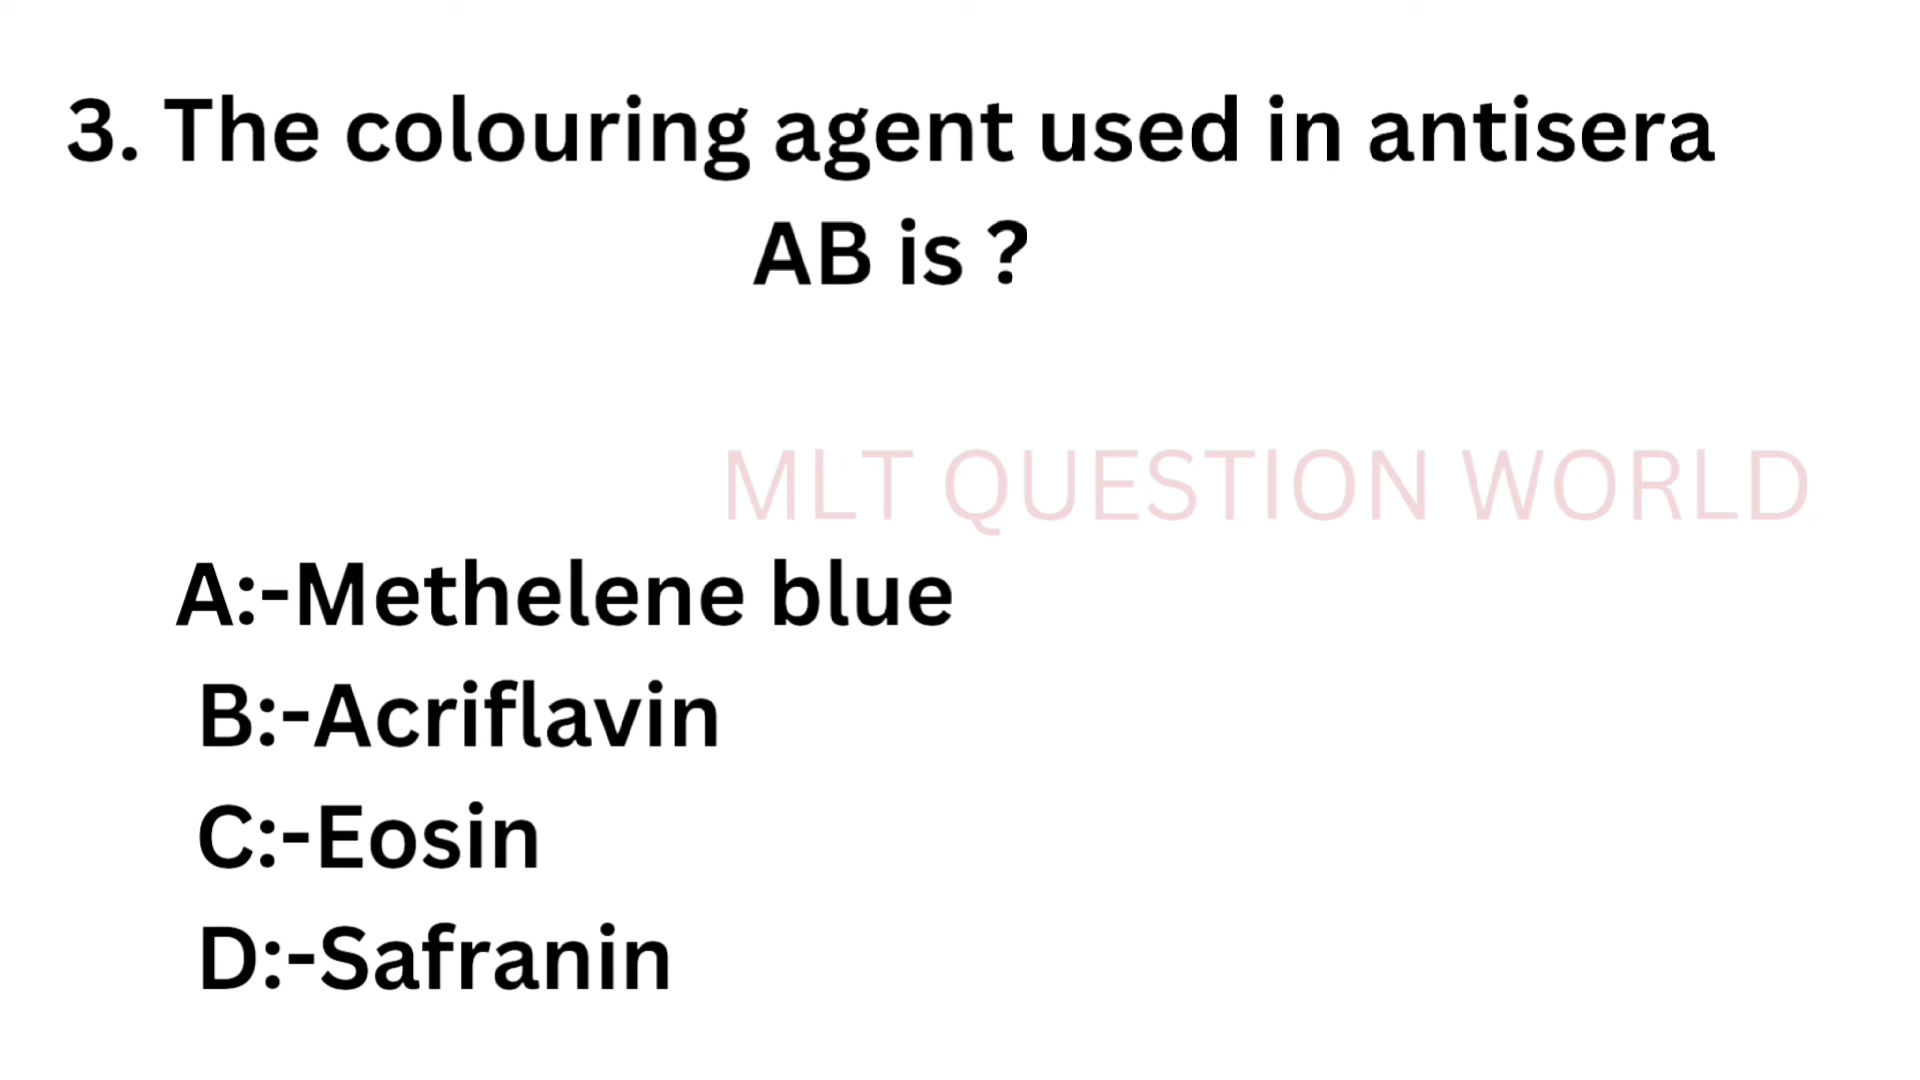 3. The colouring agent used in antisera
AB is ?
MLT QUESTION WORLD
A:-Methelene blue
B:-Acriflavin
C:-Eosin
D:-Safranin